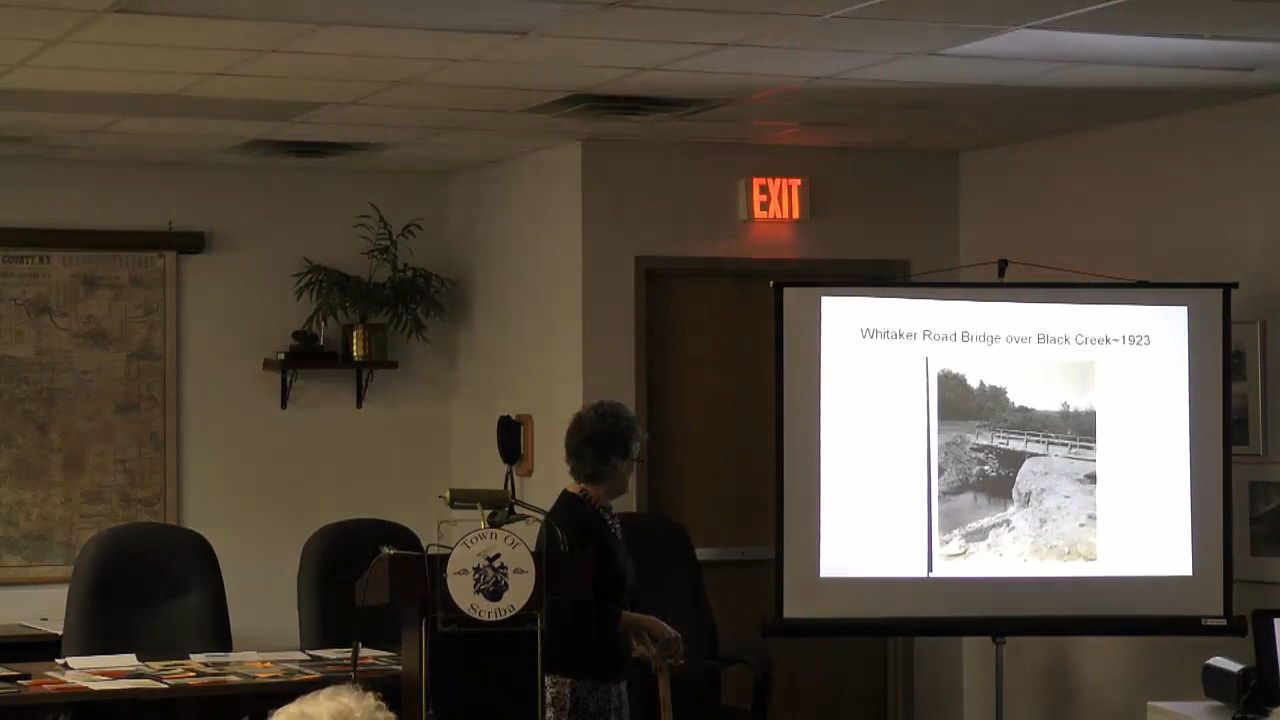 COUNTY N.Y.
EXIT
Whitaker Road Bridge over Black Creek~1923
Town Of
Scriba